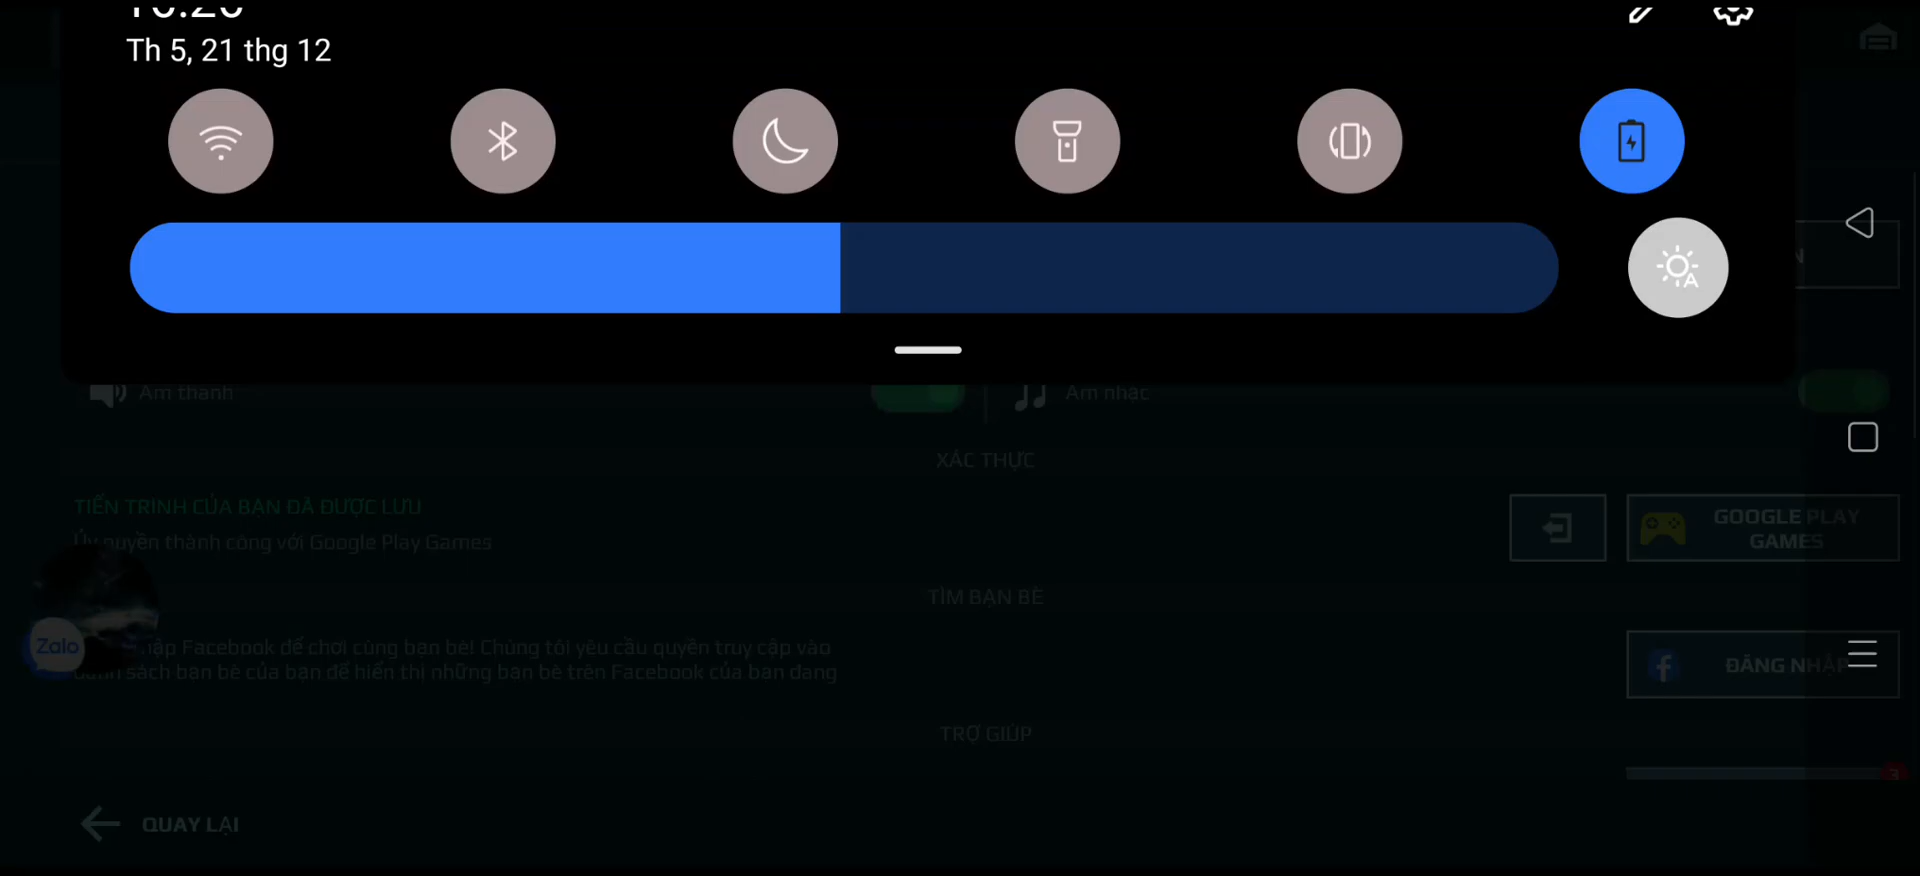 Th 5, 21 thg 12
A
Âm thanh
Âm nhạc
XÁC THỰC
TIẾN TRÌNH CỦA BẠN ĐÃ ĐƯỢC LƯU
Ủy quyền thành công với Google Play Games
GOOGLE PLAY
GAMES
TÌM BẠN BÈ
Zalo
nhập Facebook để chơi cùng bạn bè! Chúng tôi yêu cầu quyền truy cập vào
danh sách bạn bè của bạn để hiển thị những bạn bè trên Facebook của bạn đang
ĐĂNG NHẬP
TRỢ GIÚP
3
QUAY LẠI